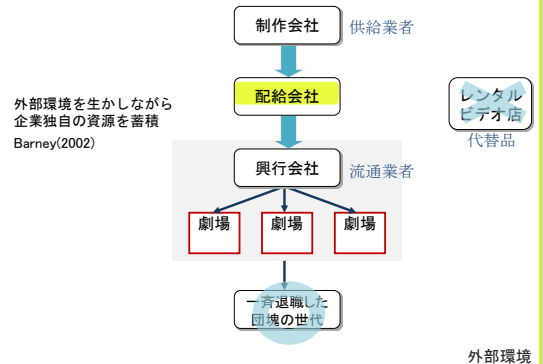 制作会社
供給業者
配給会社
外部環境を生かしながら
企業独自の資源を蓄積
Barney(2002)
レンタル
ビデオ店
代替品
興行会社
流通業者
劇場
劇場
劇場
一斉退職した
団塊の世代
外部環境